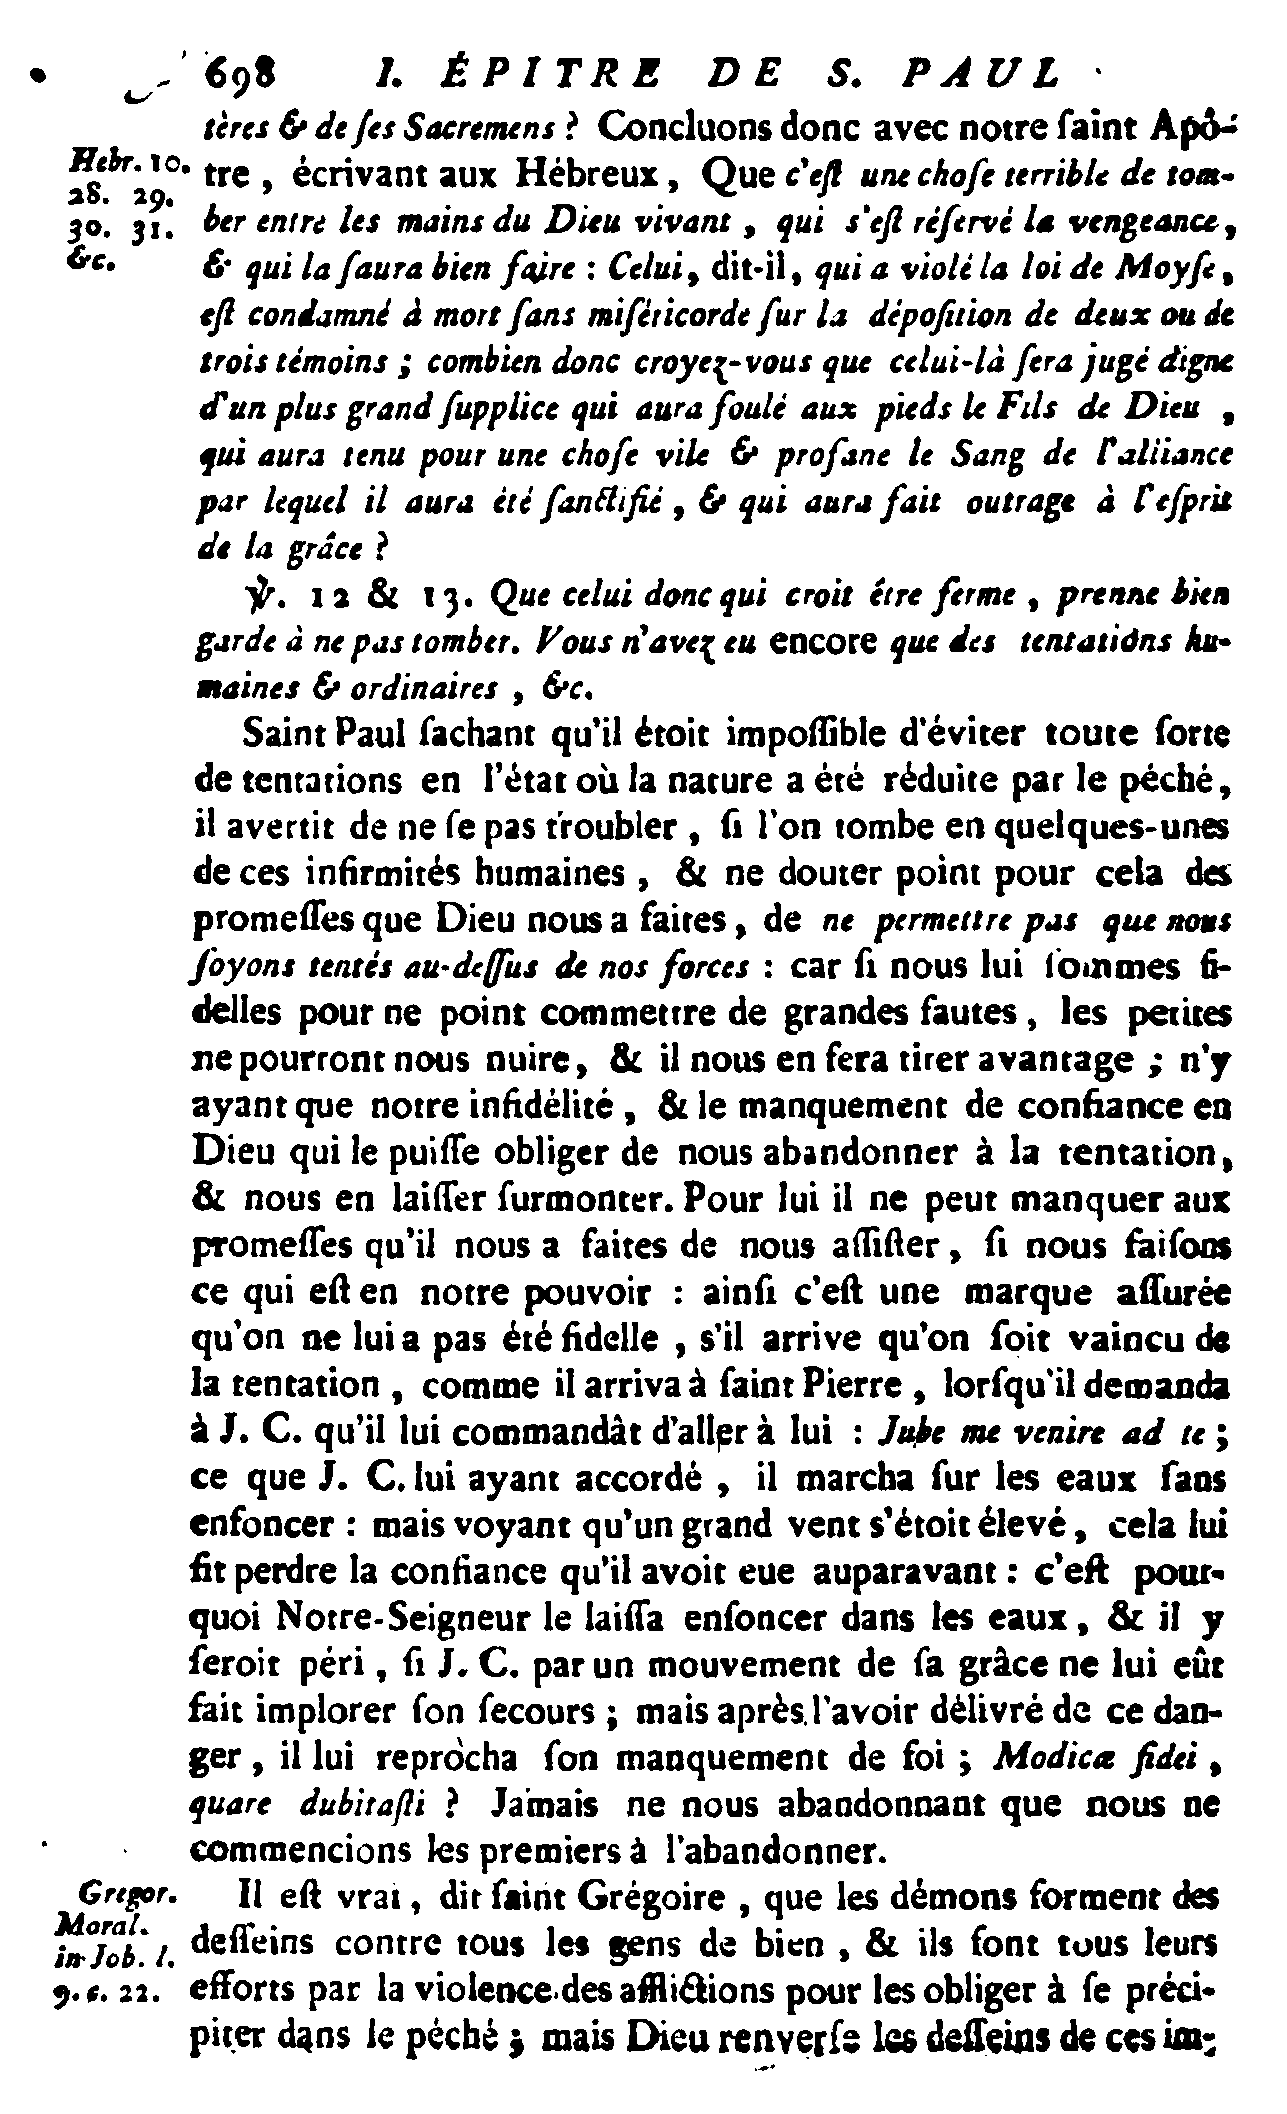 698 I. ÉPITRE DE S. PAUL
tères & de ſes Sacremens ? Concluons donc avec notre ſaint Apô-
Hebr. 10.
28. 29.
30. 31.
&c.
tre, écrivant aux Hébreux, Que c'eſt une choſe terrible de tom-
ber entre les mains du Dieu vivant, qui s'eſt réſervé la vengeance,
& qui la ſaura bien faire : Celui, dit-il, qui a violé la loi de Moyſe,
eſt condamné à mort ſans miſéricorde ſur la dépoſition de deux ou de
trois témoins ; combien donc croyez-vous que celui-là ſera jugé digne
d'un plus grand ſupplice qui aura foulé aux pieds le Fils de Dieu,
qui aura tenu pour une choſe vile & profane le Sang de l'alliance
par lequel il aura été ſanctifié, & qui aura fait outrage à l'eſprit
de la grâce ?
℣. 12 & 13. Que celui donc qui croit être ferme, prenne bien
garde à ne pas tomber. Vous n'avez eu encore que des tentations hu-
maines & ordinaires, &c.
Saint Paul ſachant qu'il étoit impoſſible d'éviter toute ſorte
de tentations en l'état où la nature a été réduite par le péché,
il avertit de ne ſe pas troubler, ſi l'on tombe en quelques-unes
de ces infirmités humaines, & ne douter point pour cela des
promeſſes que Dieu nous a faites, de ne permettre pas que nous
ſoyons tentés au-deſſus de nos forces : car ſi nous lui ſommes fi-
delles pour ne point commettre de grandes fautes, les petites
ne pourront nous nuire, & il nous en fera tirer avantage ; n'y
ayant que notre infidélité, & le manquement de confiance en
Dieu qui le puiſſe obliger de nous abandonner à la tentation,
& nous en laiſſer ſurmonter. Pour lui il ne peut manquer aux
promeſſes qu'il nous a faites de nous aſſiſter, ſi nous faiſons
ce qui eſt en notre pouvoir : ainſi c'eſt une marque aſſurée
qu'on ne lui a pas été fidelle, s'il arrive qu'on ſoit vaincu de
la tentation, comme il arriva à ſaint Pierre, lorſqu'il demanda
à J. C. qu'il lui commandât d'aller à lui : Jube me venire ad te ;
ce que J. C. lui ayant accordé, il marcha ſur les eaux ſans
enfoncer : mais voyant qu'un grand vent s'étoit élevé, cela lui
fit perdre la confiance qu'il avoit eue auparavant : c'eſt pour-
quoi Notre-Seigneur le laiſſa enfoncer dans les eaux, & il y
ſeroit péri, ſi J. C. par un mouvement de ſa grâce ne lui eût
fait implorer ſon ſecours ; mais après l'avoir délivré de ce dan-
ger, il lui reprocha ſon manquement de foi ; Modicæ fidei,
quare dubitaſti ? Jamais ne nous abandonnant que nous ne
commencions les premiers à l'abandonner.
Gregor.
Moral.
in Job. l.
9. c. 22.
Il eſt vrai, dit ſaint Grégoire, que les démons forment des
deſſeins contre tous les gens de bien, & ils font tous leurs
efforts par la violence des afflictions pour les obliger à ſe préci-
piter dans le péché ; mais Dieu renverſe les deſſeins de ces im-